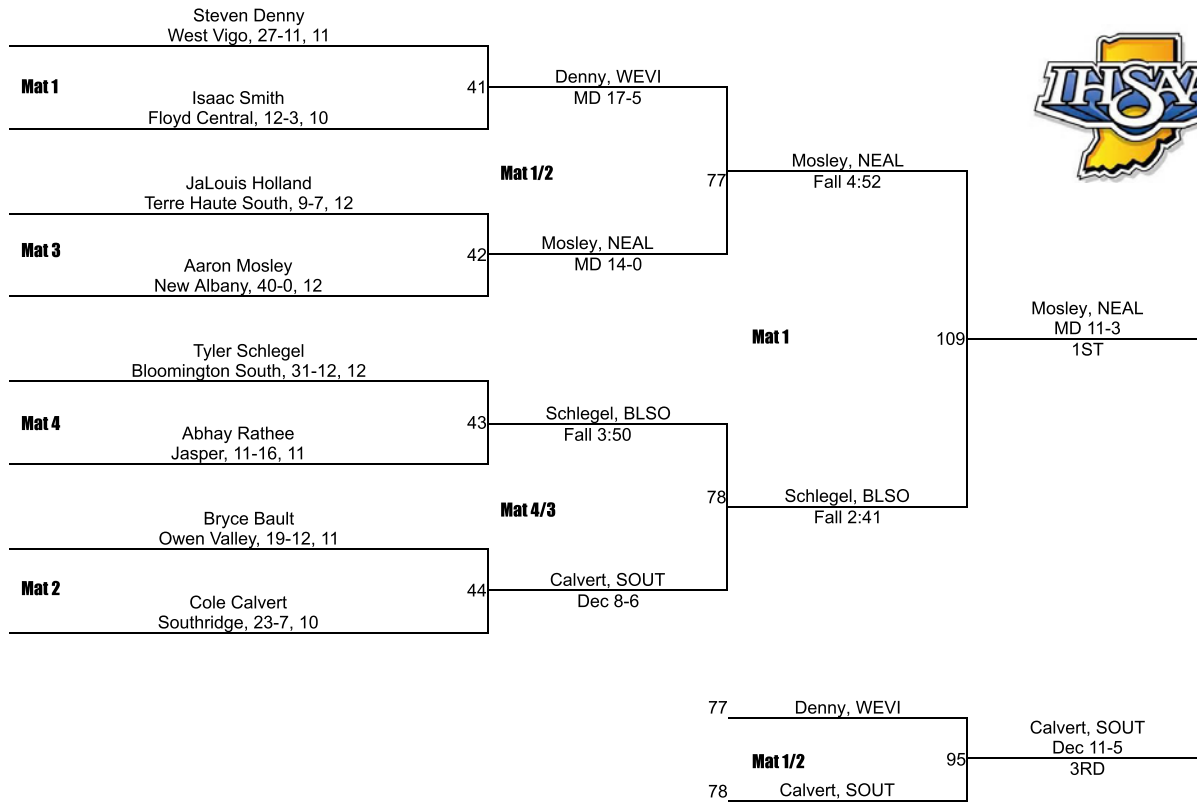 Steven Denny
West Vigo, 27-11, 11
Mat 1
41
Isaac Smith
Floyd Central, 12-3, 10
Denny, WEVI
MD 17-5
IHSAA
Mat 1/2
77
Mosley, NEAL
Fall 4:52
JaLouis Holland
Terre Haute South, 9-7, 12
Mat 3
42
Aaron Mosley
New Albany, 40-0, 12
Mosley, NEAL
MD 14-0
Mat 1
109
Mosley, NEAL
MD 11-3
1ST
Tyler Schlegel
Bloomington South, 31-12, 12
Mat 4
43
Abhay Rathee
Jasper, 11-16, 11
Schlegel, BLSO
Fall 3:50
Mat 4/3
78
Schlegel, BLSO
Fall 2:41
Bryce Bault
Owen Valley, 19-12, 11
Mat 2
44
Cole Calvert
Southridge, 23-7, 10
Calvert, SOUT
Dec 8-6
77
Denny, WEVI
Mat 1/2
95
78
Calvert, SOUT
Calvert, SOUT
Dec 11-5
3RD